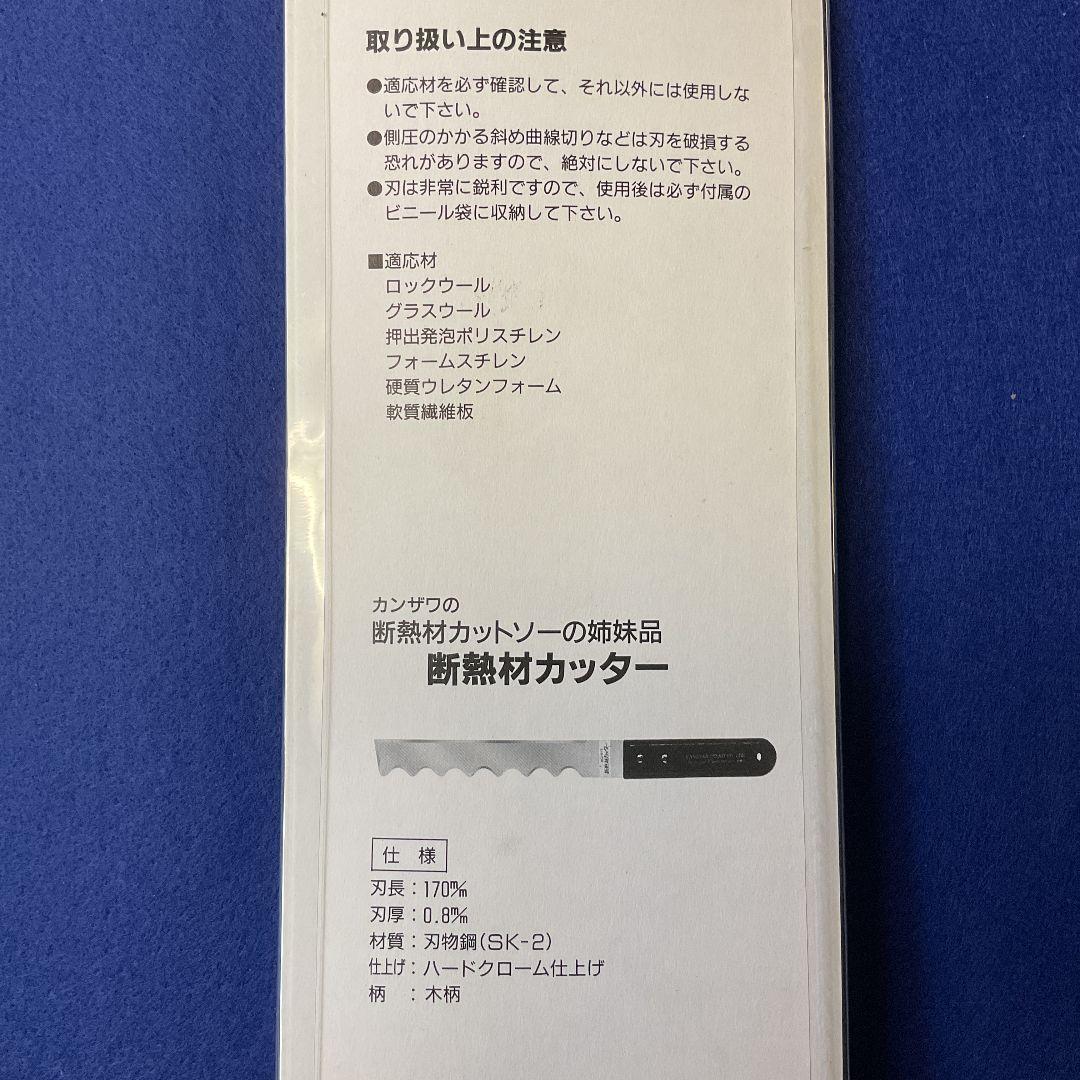 取り扱い上の注意
●適応材を必ず確認して、それ以外には使用しな
いで下さい。
●側圧のかかる斜め曲線切りなどは刃を破損する
恐れがありますので、絶対にしないで下さい。
●刃は非常に鋭利ですので、使用後は必ず付属の
ビニール袋に収納して下さい。
■適応材
ロックウール
グラスウール
押出発泡ポリスチレン
フォームスチレン
硬質ウレタンフォーム
軟質繊維板
カンザワの
断熱材カットソーの姉妹品
断熱材カッター
仕 様
刃長：170m/m
刃厚：0.8m/m
材質：刃物鋼(SK-2)
仕上げ：ハードクローム仕上げ
柄 ：木柄